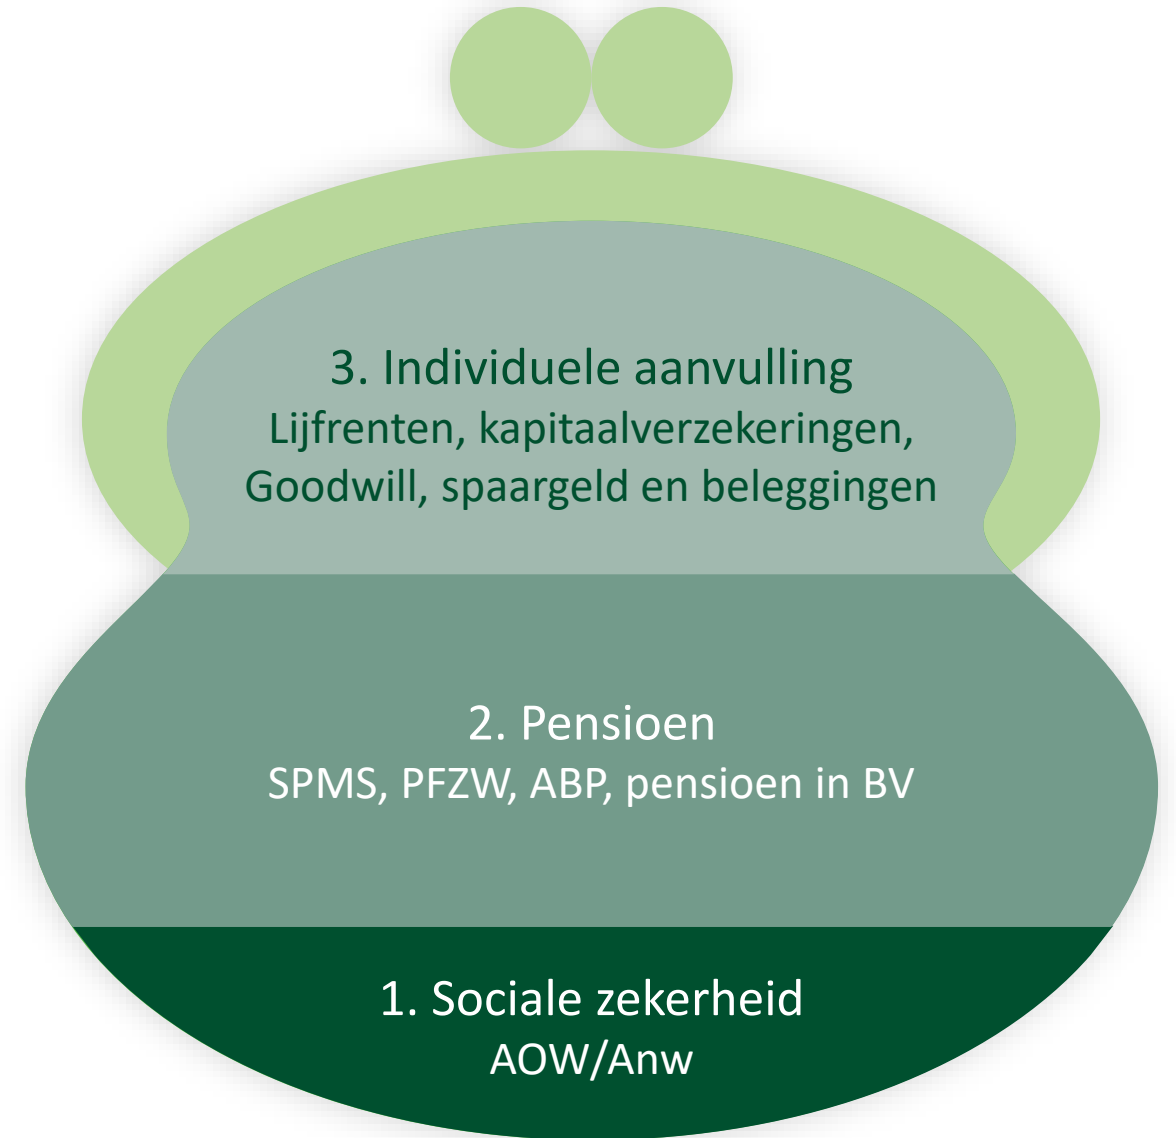 3. Individuele aanvulling
Lijfrenten, kapitaalverzekeringen,
Goodwill, spaargeld en beleggingen
2. Pensioen
SPMS, PFZW, ABP, pensioen in BV
1. Sociale zekerheid
AOW/Anw